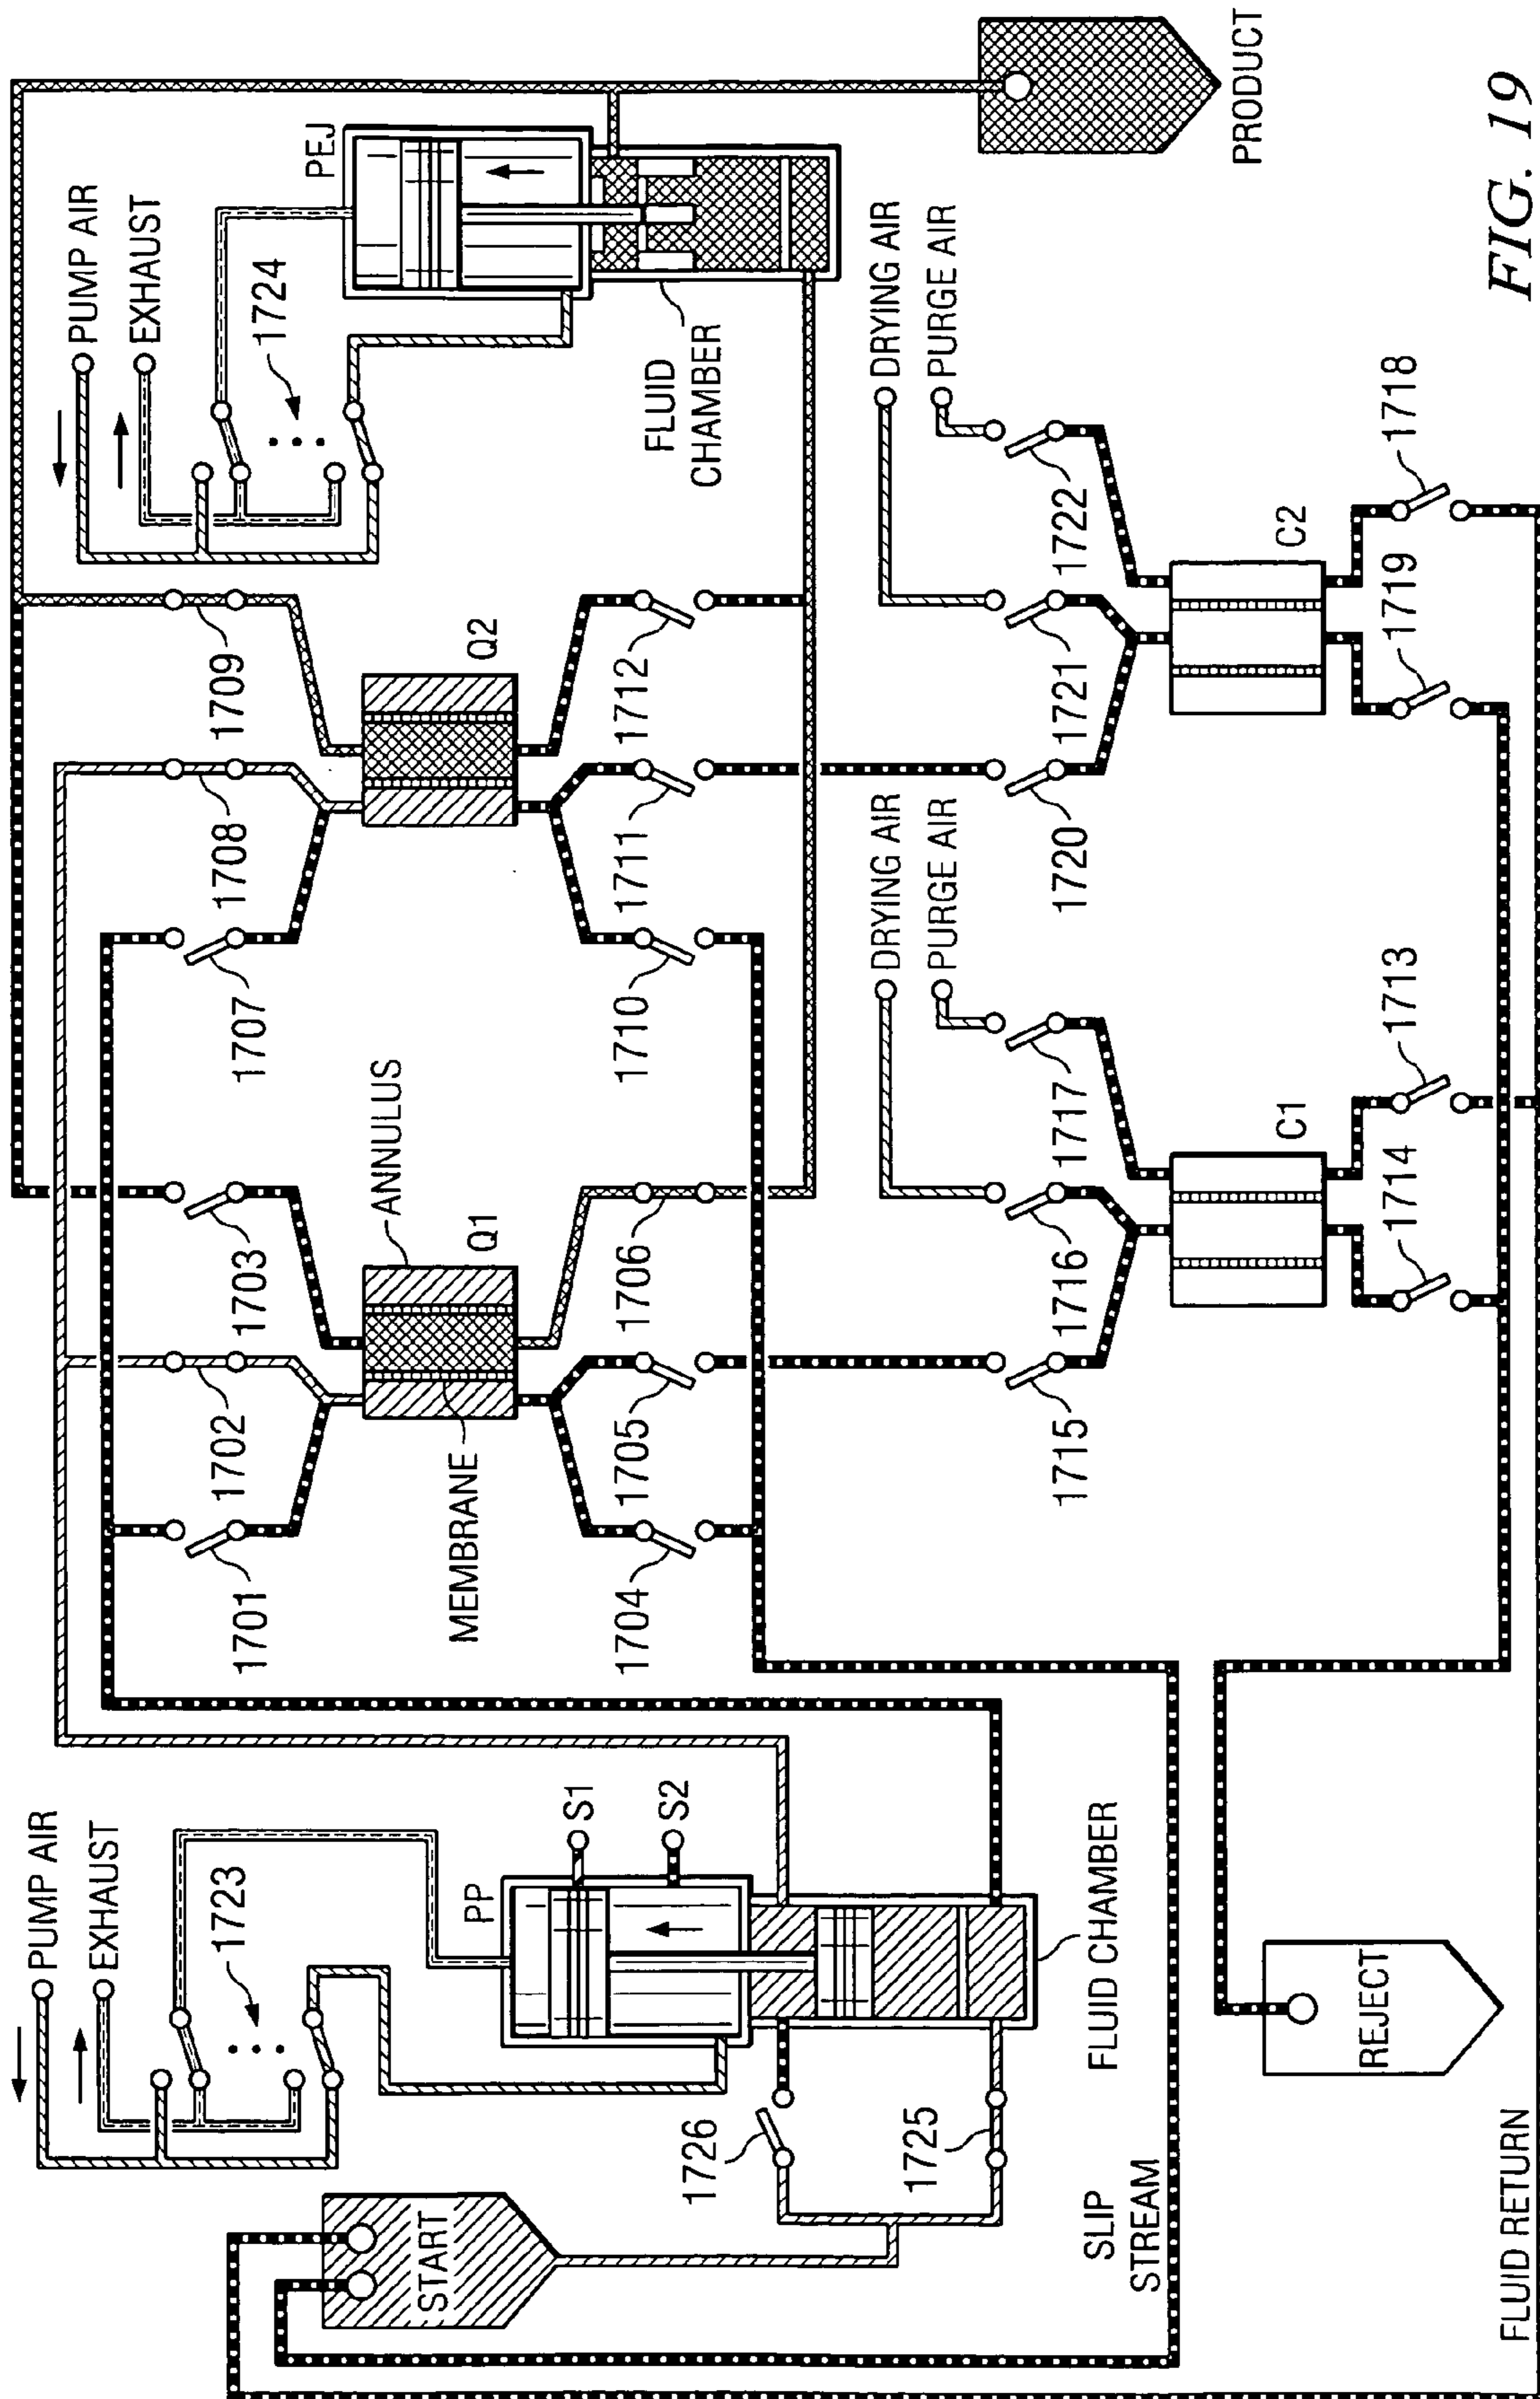 PUMP AIR
EXHAUST
1723
PP
S1
S2
1726
1725
START
FLUID CHAMBER
SLIP
STREAM
REJECT
FLUID RETURN
1701
1702
1703
ANNULUS
Q1
MEMBRANE
1704
1705
1706
1707
1708
1709
Q2
1710
1711
1712
PUMP AIR
EXHAUST
1724
PEJ
FLUID
CHAMBER
DRYING AIR
PURGE AIR
1715
1716
1717
C1
1714
1713
DRYING AIR
PURGE AIR
1720
1721
1722
C2
1719
1718
PRODUCT
FIG. 19